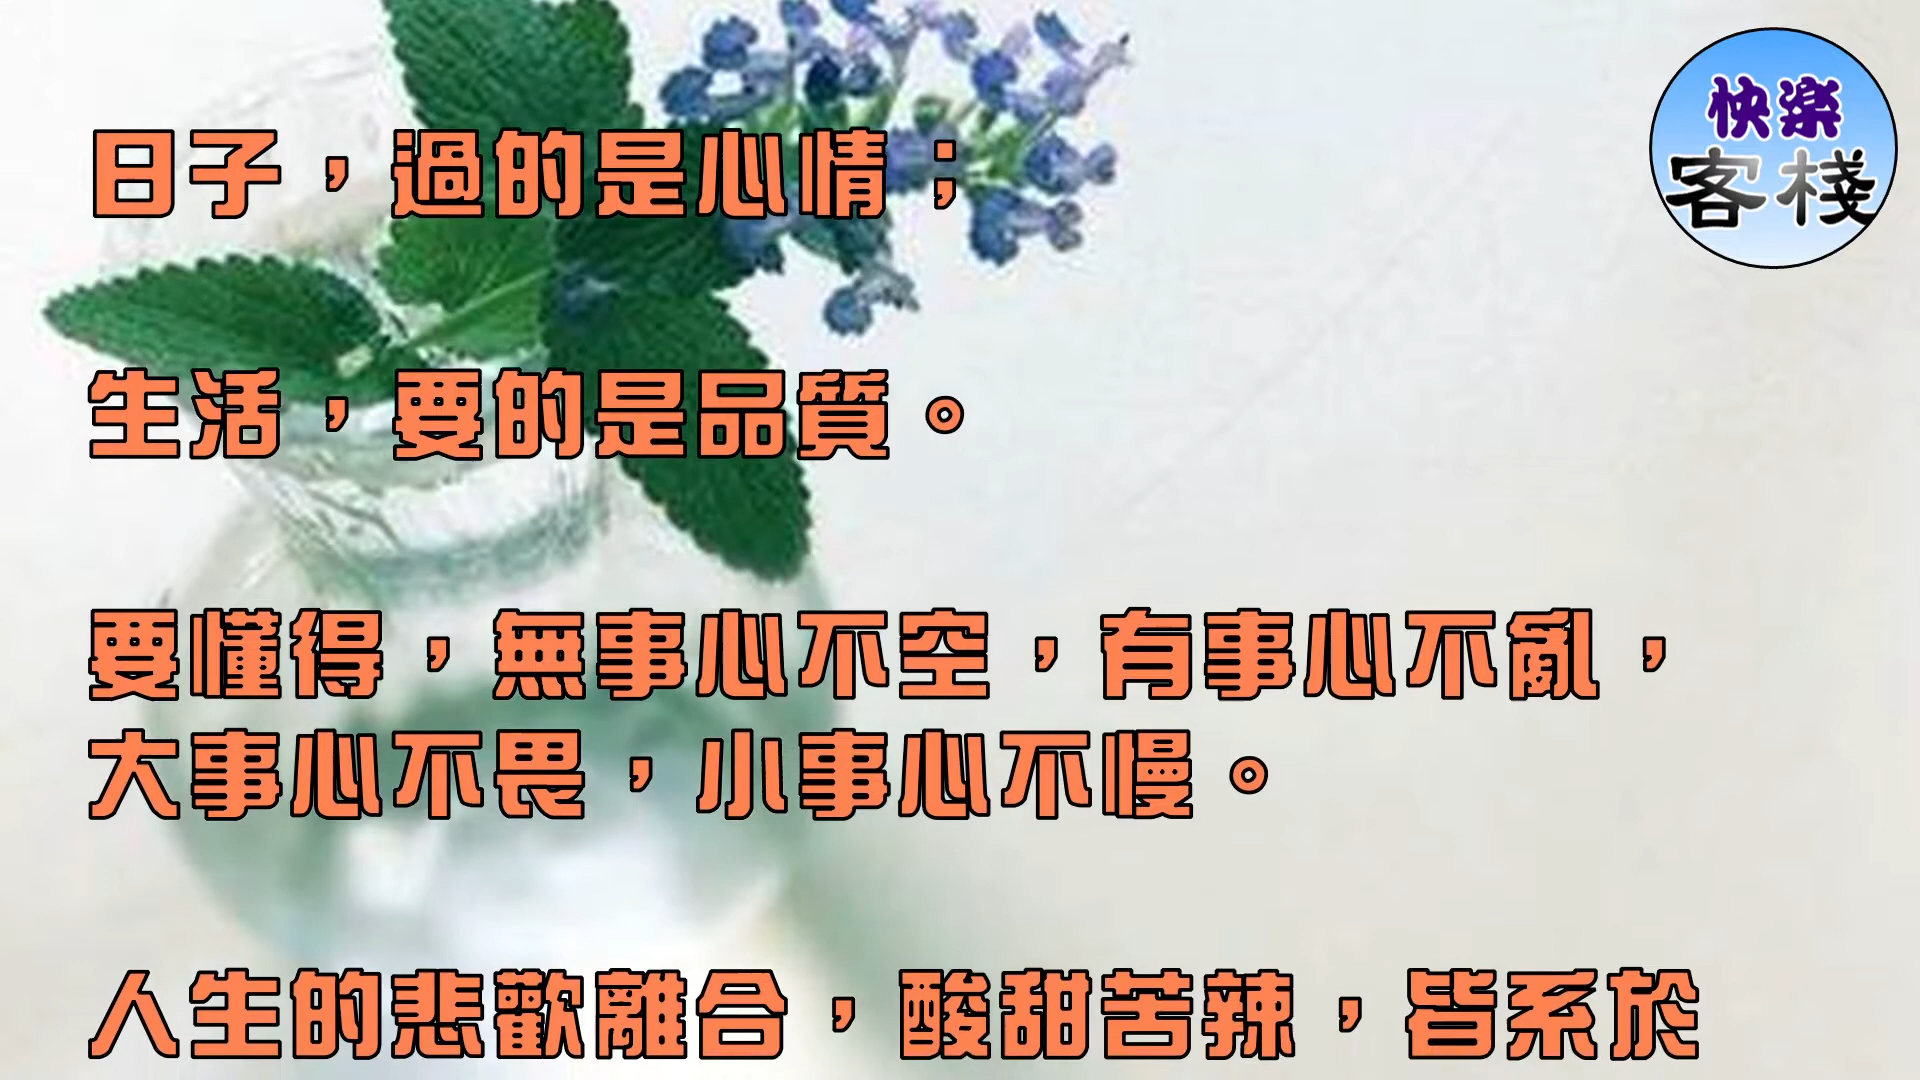 快樂
客棧
日子，過的是心情；
生活，要的是品質。
要懂得，無事心不空，有事心不亂，
大事心不畏，小事心不慢。
人生的悲歡離合，酸甜苦辣，皆系於